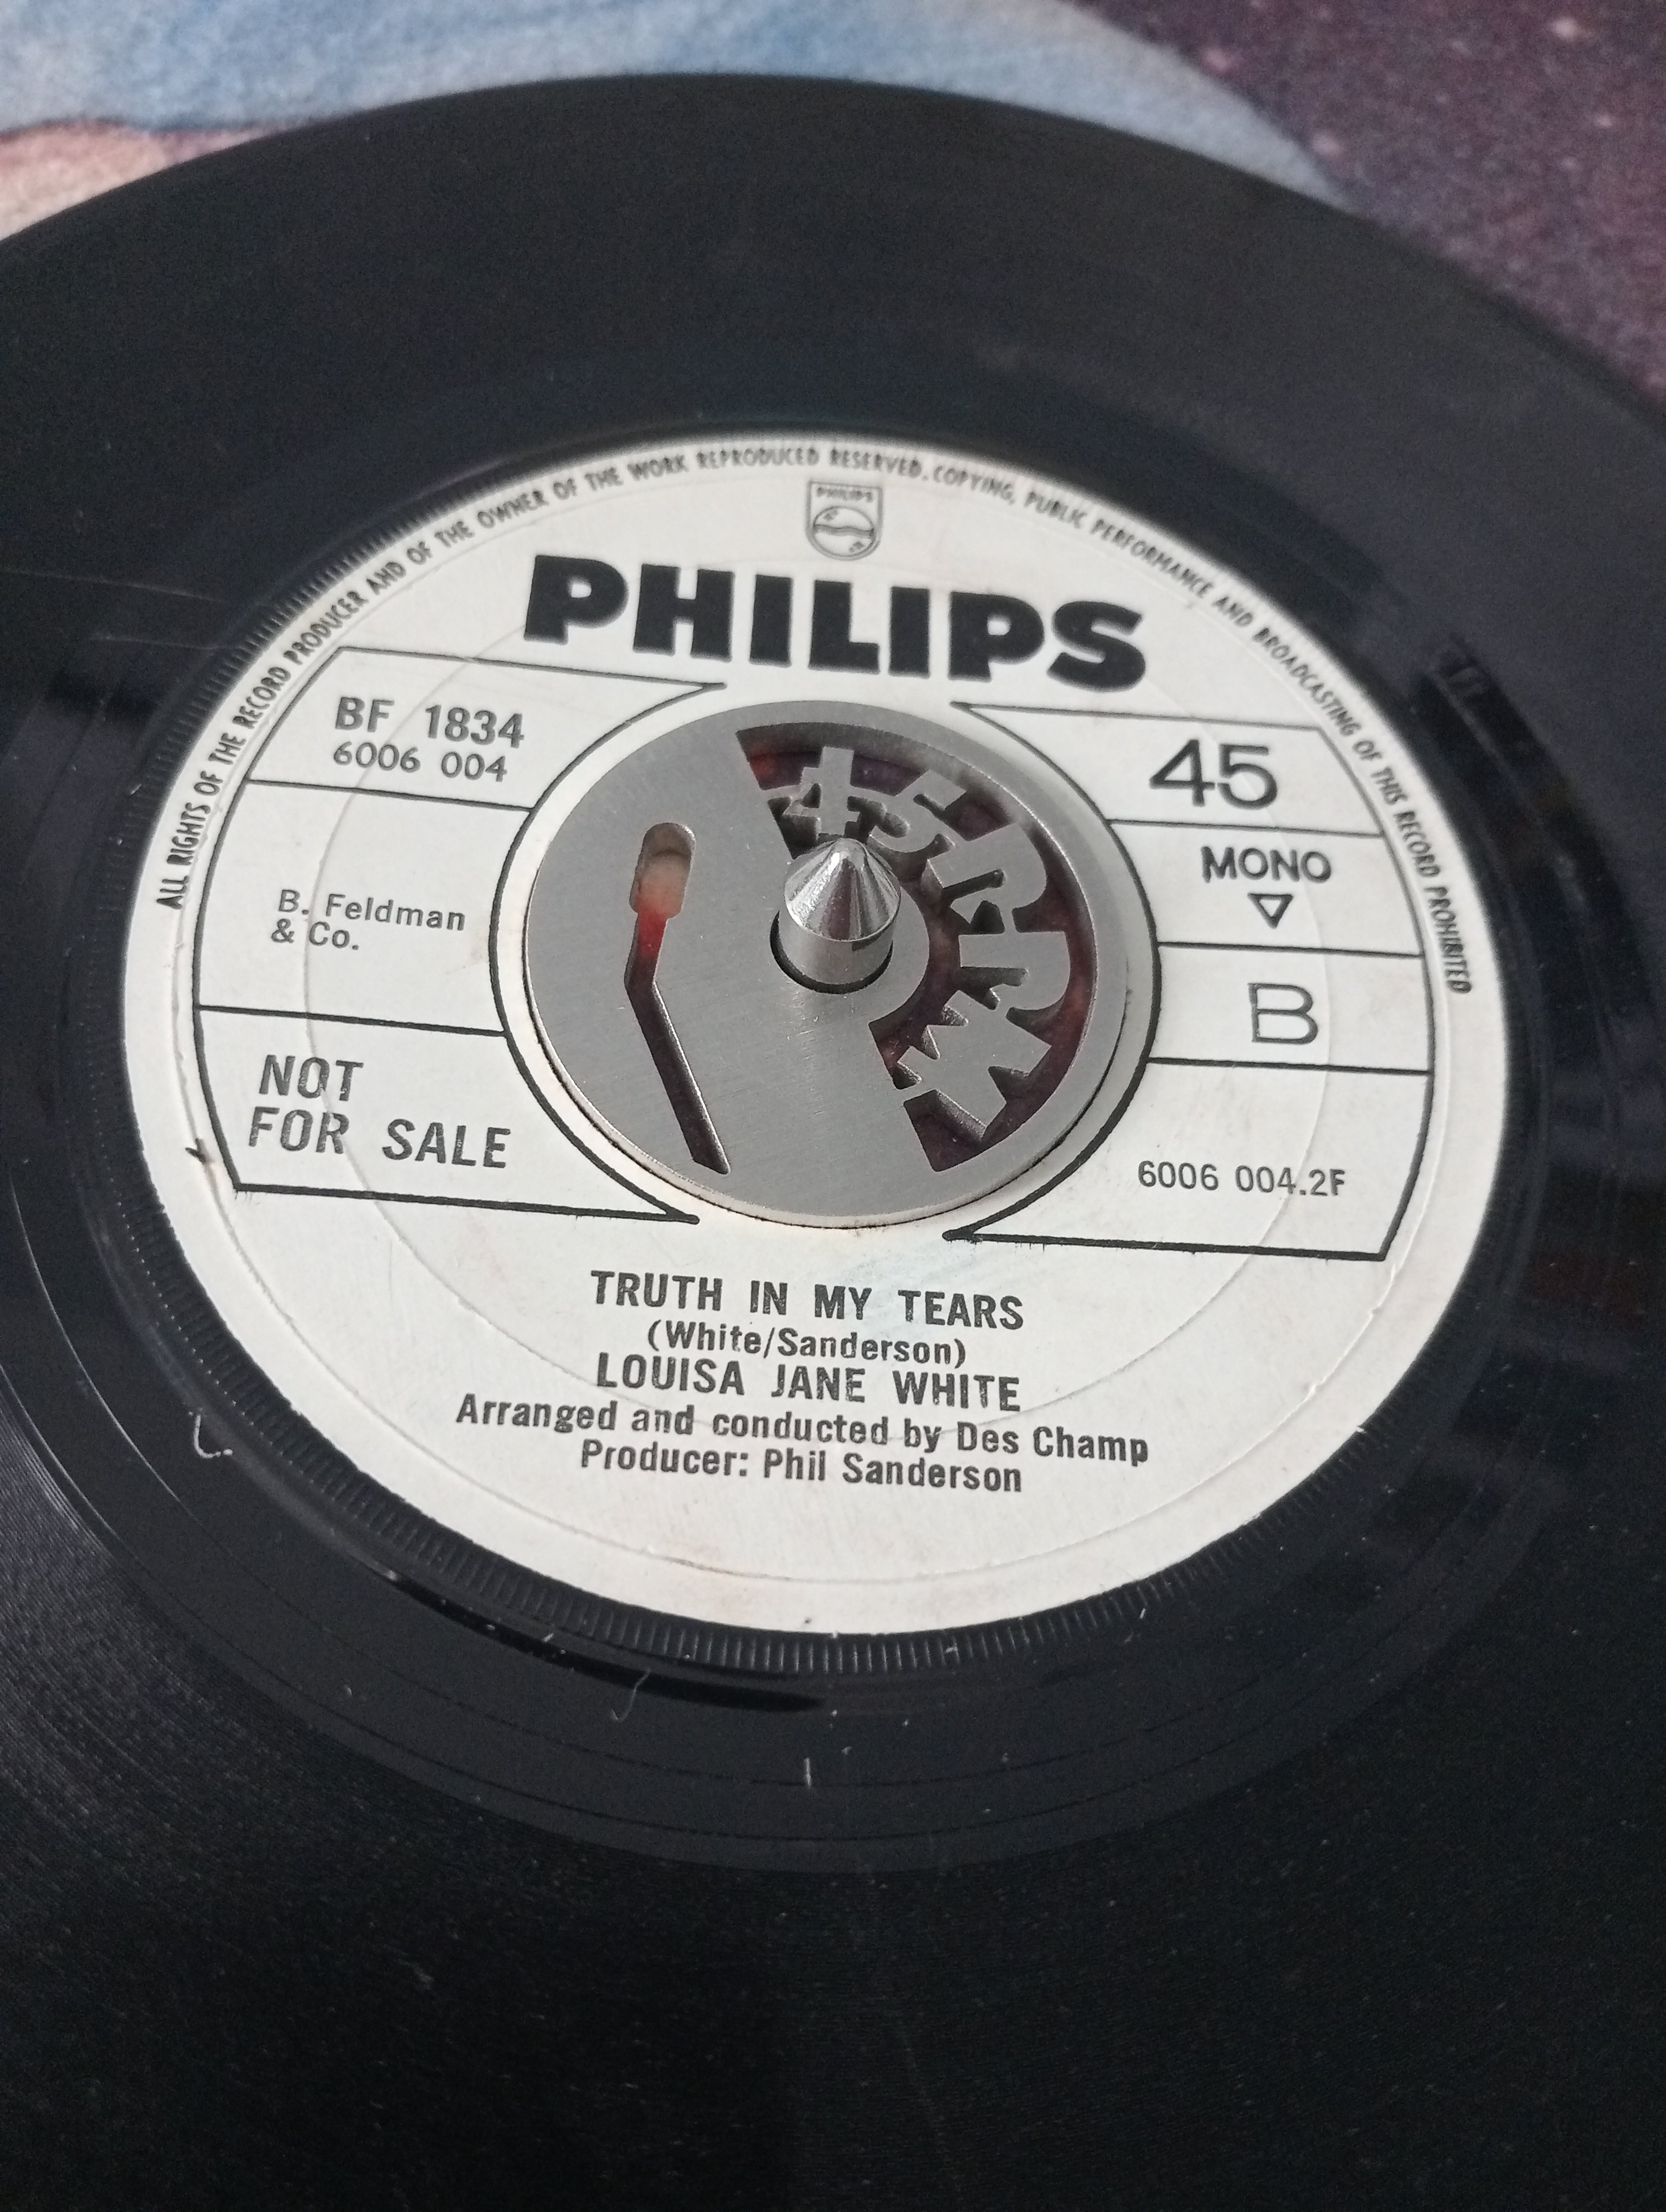 ALL RIGHTS OF THE RECORD PRODUCER AND OF THE OWNER OF THE WORK REPRODUCED RESERVED. COPYING, PUBLIC PERFORMANCE AND BROADCASTING OF THIS RECORD PROHIBITED
PHILIPS
PHILIPS
BF 1834
6006 004
B. Feldman
& Co.
NOT
FOR SALE
45 RPM
45
MONO
B
6006 004.2F
TRUTH IN MY TEARS
(White/Sanderson)
LOUISA JANE WHITE
Arranged and conducted by Des Champ
Producer: Phil Sanderson